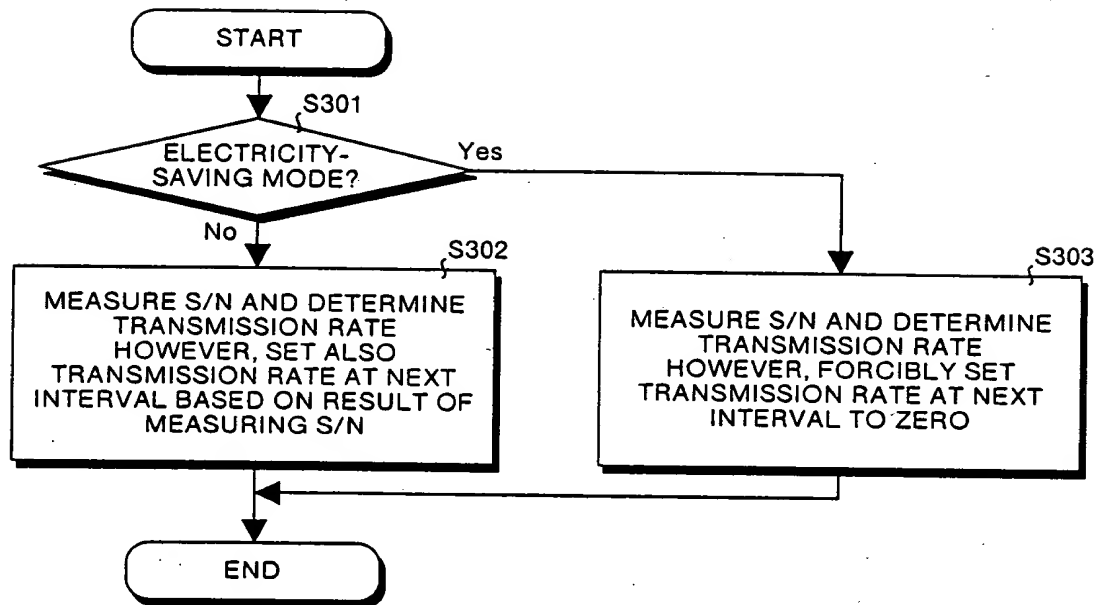 START
S301
ELECTRICITY-
SAVING MODE?
Yes
No
S302
MEASURE S/N AND DETERMINE
TRANSMISSION RATE
HOWEVER, SET ALSO
TRANSMISSION RATE AT NEXT
INTERVAL BASED ON RESULT OF
MEASURING S/N
S303
MEASURE S/N AND DETERMINE
TRANSMISSION RATE
HOWEVER, FORCIBLY SET
TRANSMISSION RATE AT NEXT
INTERVAL TO ZERO
END